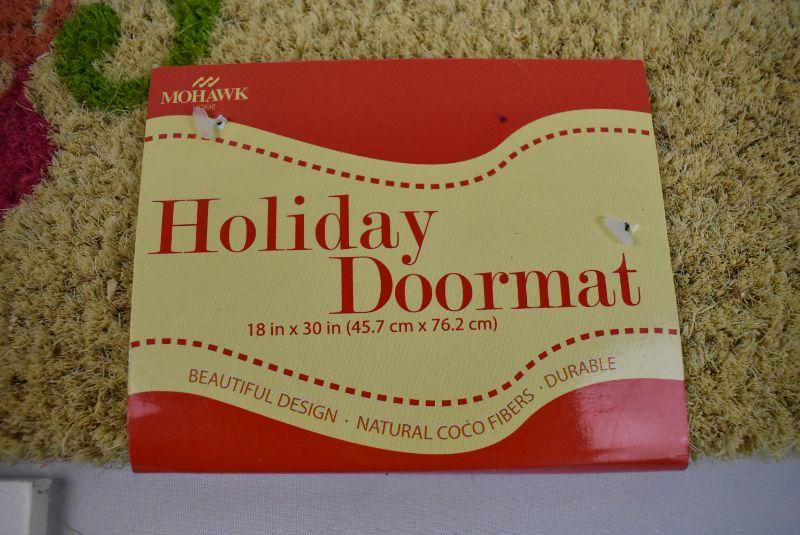 MOHAWK
HOME
Holiday
Doormat
18 in x 30 in (45.7 cm x 76.2 cm)
BEAUTIFUL DESIGN · NATURAL COCO FIBERS · DURABLE